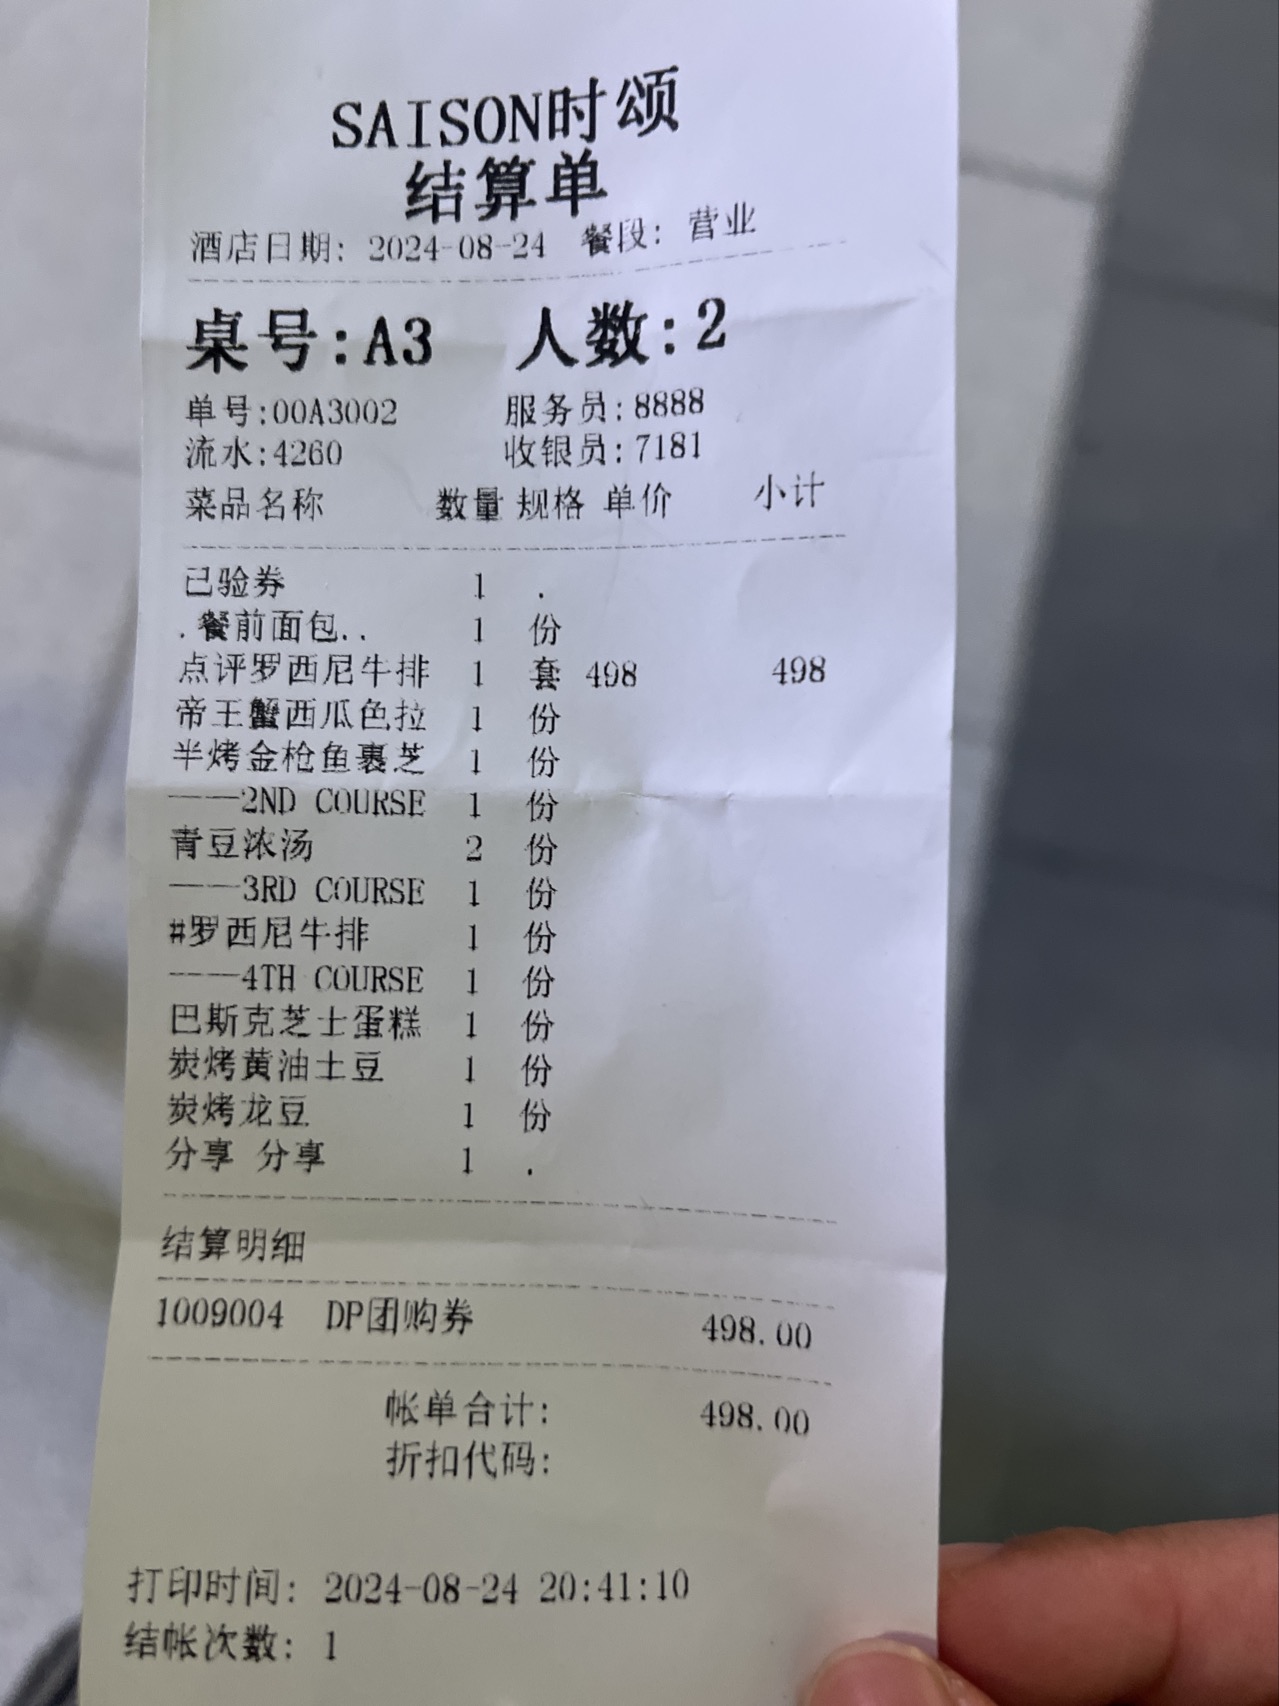 SAISON时颂
结算单
酒店日期: 2024-08-24 餐段: 营业
桌号:A3 人数:2
单号:00A3002 服务员:8888
流水:4260 收银员:7181
菜品名称 数量 规格 单价 小计
已验券 1 .
.餐前面包.. 1 份
点评罗西尼牛排 1 套 498 498
帝王蟹西瓜色拉 1 份
半烤金枪鱼裹芝 1 份
———2ND COURSE 1 份
青豆浓汤 2 份
———3RD COURSE 1 份
#罗西尼牛排 1 份
———4TH COURSE 1 份
巴斯克芝士蛋糕 1 份
炭烤黄油土豆 1 份
炭烤龙豆 1 份
分享 分享 1 .
结算明细
1009004 DP团购券 498.00
帐单合计: 498.00
折扣代码:
打印时间: 2024-08-24 20:41:10
结帐次数: 1